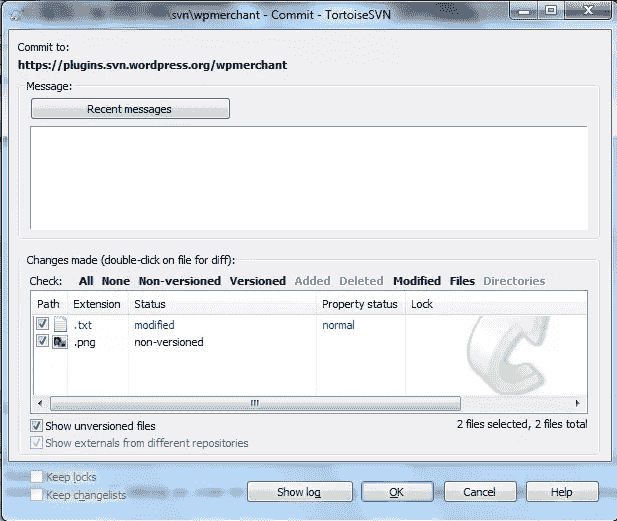 \svn\wpmerchant - Commit - TortoiseSVN
Commit to:
https://plugins.svn.wordpress.org/wpmerchant
Message:
Recent messages
Changes made (double-click on file for diff):
Check: All None Non-versioned Versioned Added Deleted Modified Files Directories
Path Extension Status Property status Lock
.txt modified normal
.png non-versioned
Show unversioned files
2 files selected, 2 files total
Show externals from different repositories
Keep locks
Keep changelists
Show log OK Cancel Help